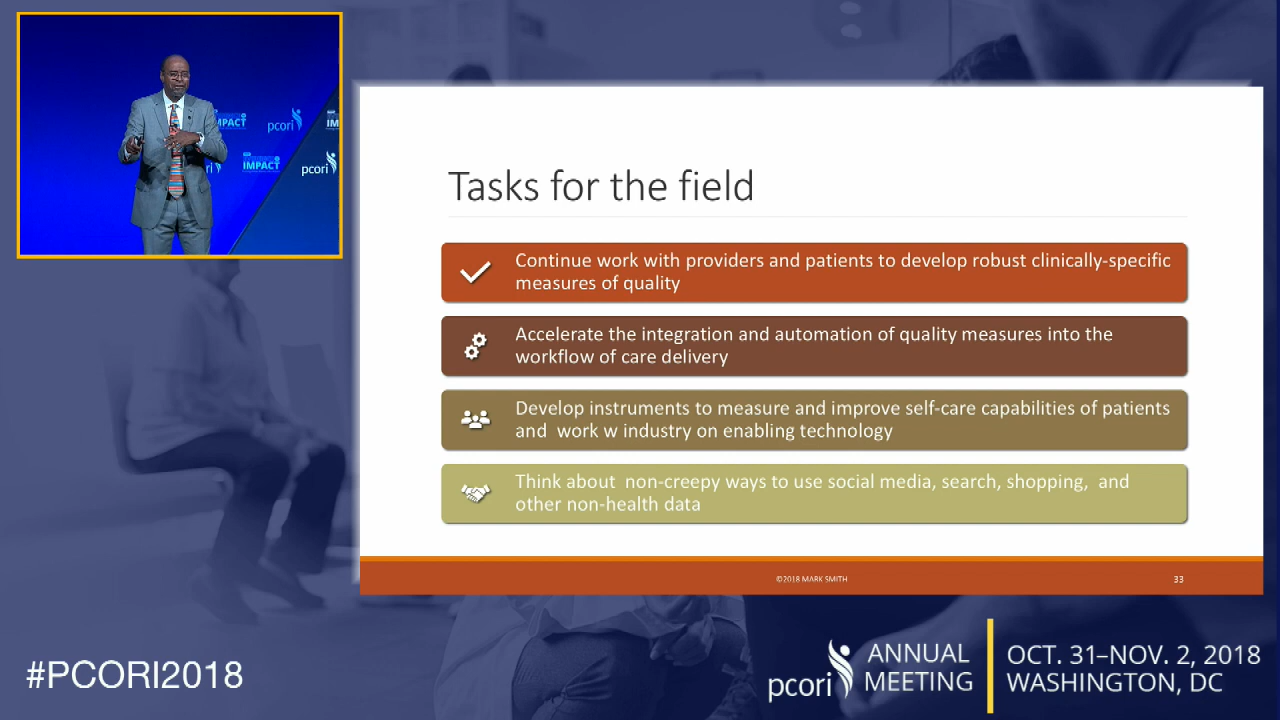 MPACT
pcori
IM
ri
IMPACT
pcori
Tasks for the field
Continue work with providers and patients to develop robust clinically-specific
measures of quality
Accelerate the integration and automation of quality measures into the
workflow of care delivery
Develop instruments to measure and improve self-care capabilities of patients
and  work w industry on enabling technology
Think about  non-creepy ways to use social media, search, shopping,  and
other non-health data
©2018 MARK SMITH
33
#PCORI2018
pcori
ANNUAL
MEETING
OCT. 31–NOV. 2, 2018
WASHINGTON, DC